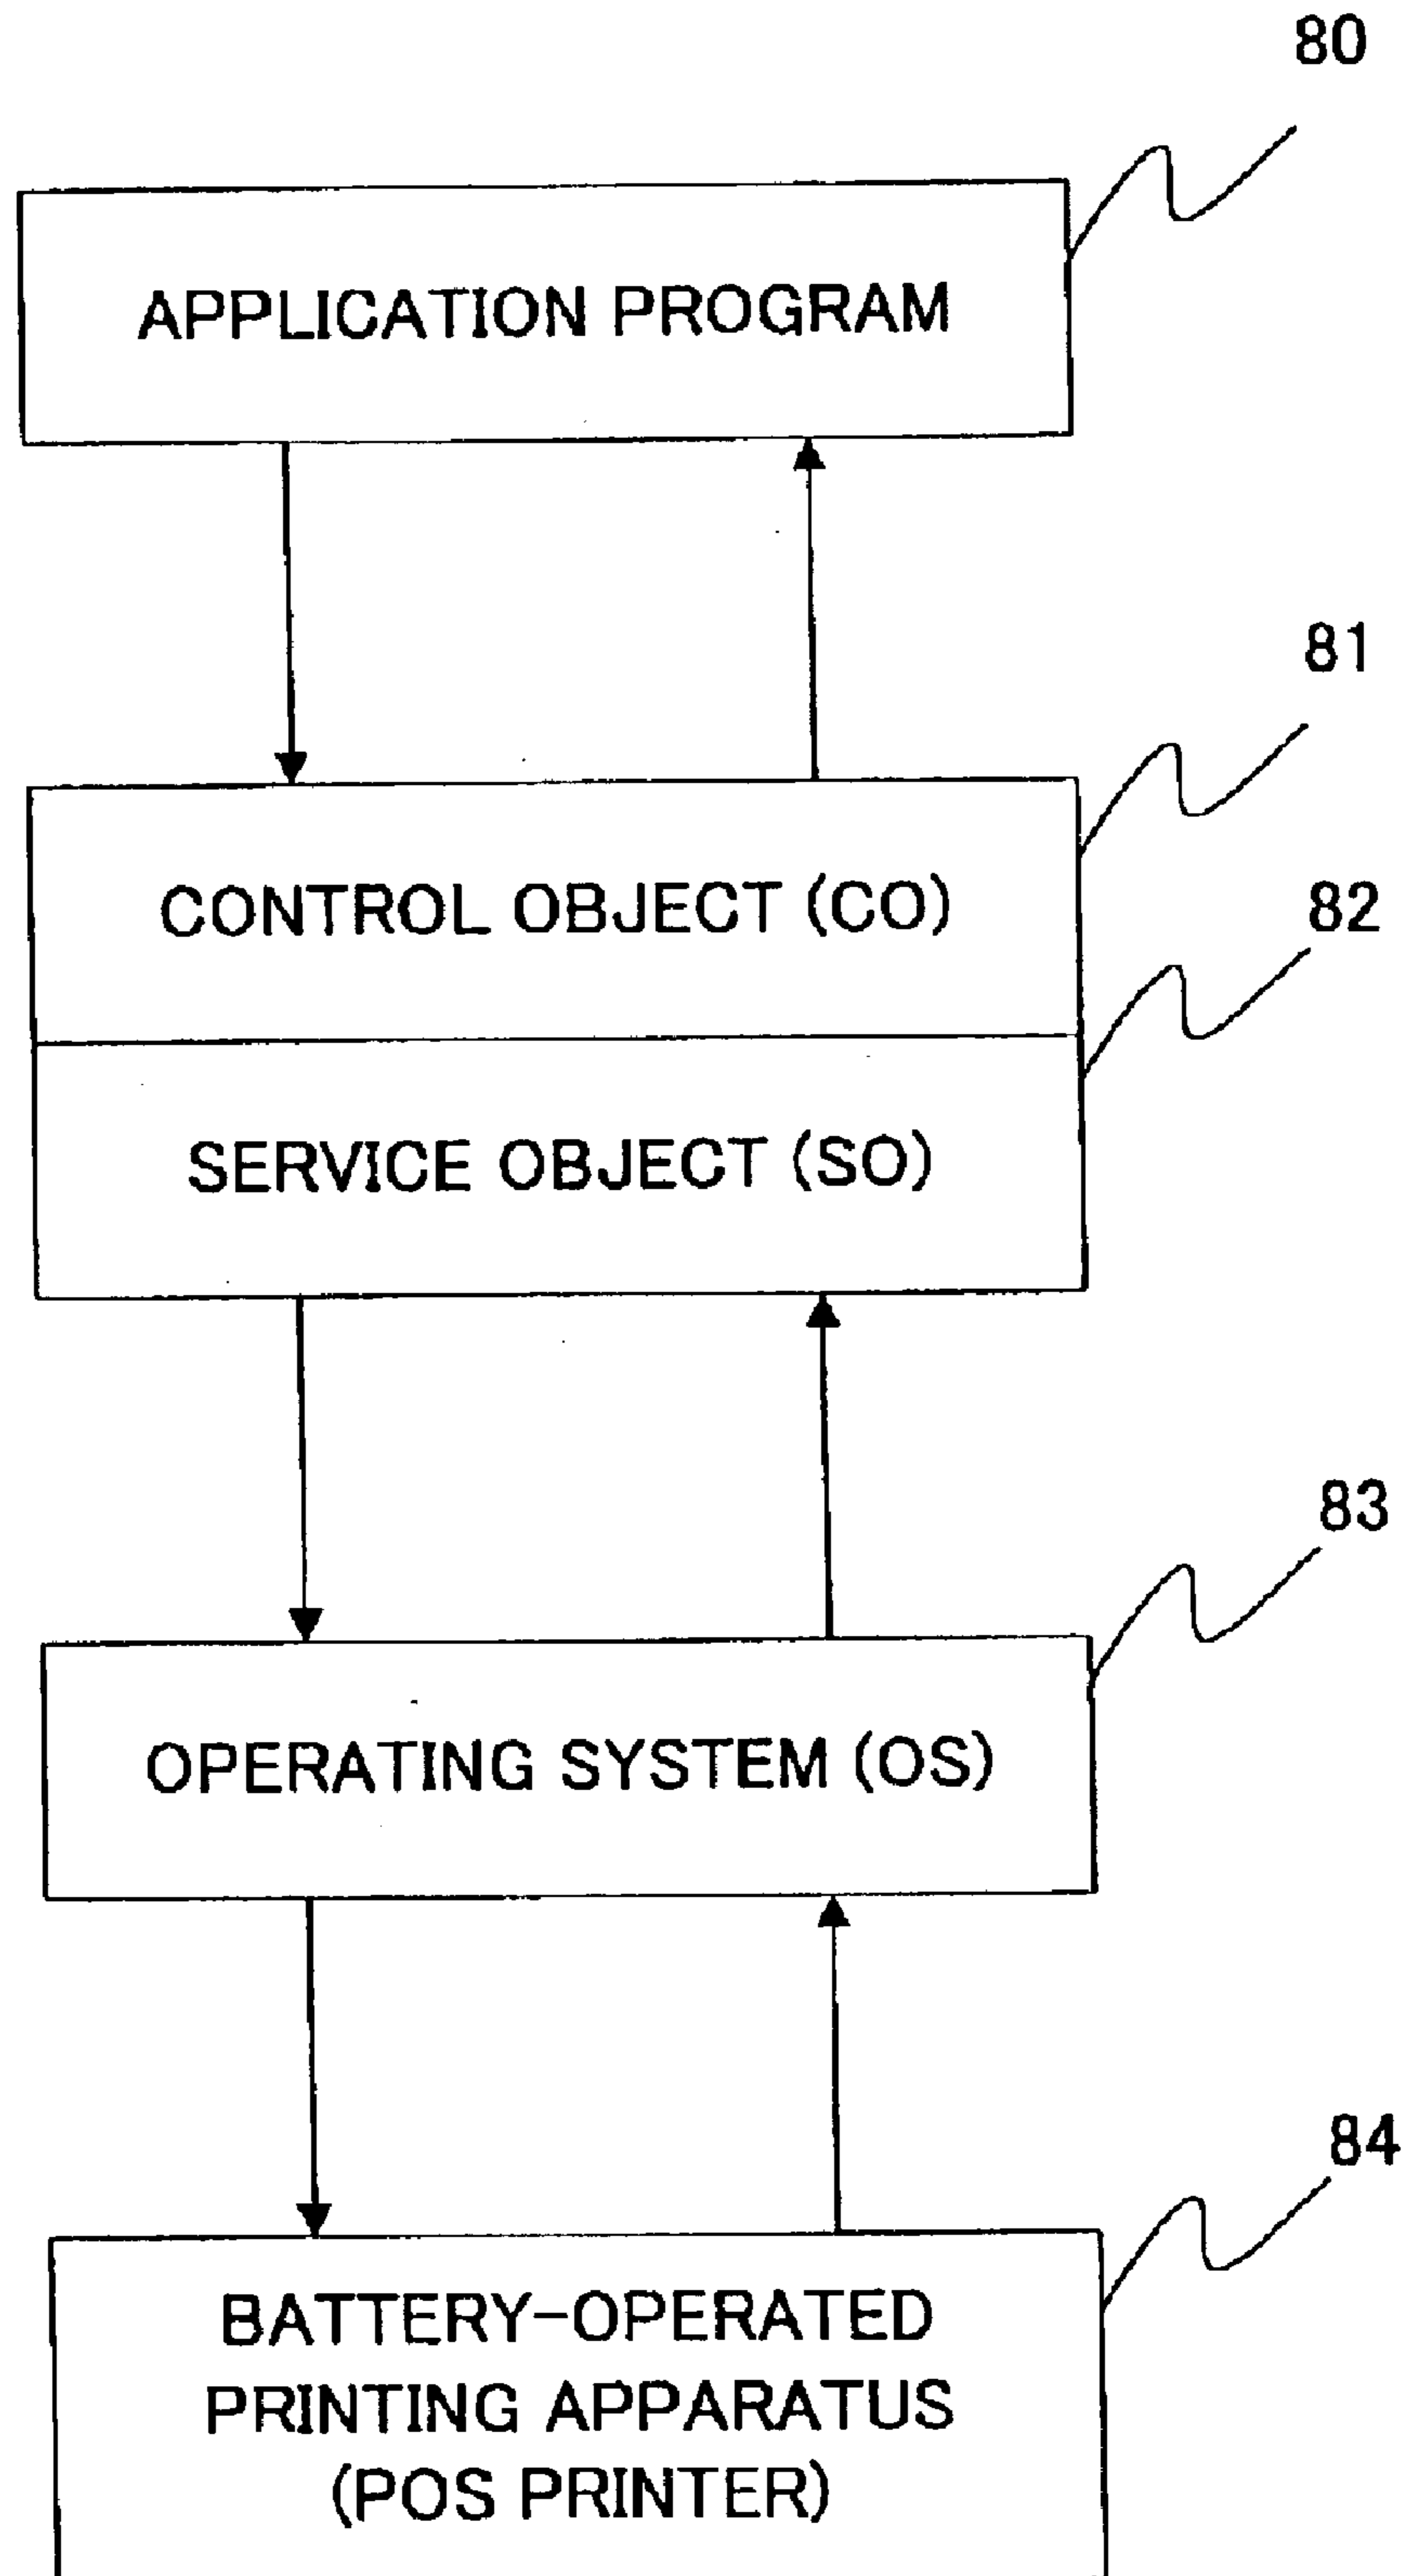 80
APPLICATION PROGRAM
81
CONTROL OBJECT (CO)
82
SERVICE OBJECT (SO)
83
OPERATING SYSTEM (OS)
84
BATTERY-OPERATED
PRINTING APPARATUS
(POS PRINTER)